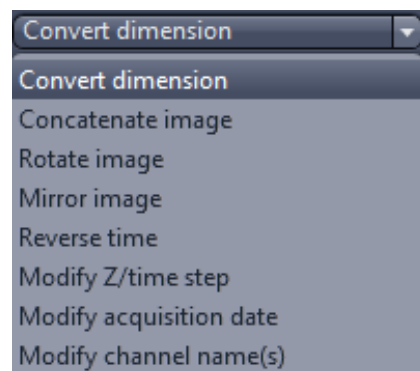 Convert dimension
Convert dimension
Concatenate image
Rotate image
Mirror image
Reverse time
Modify Z/time step
Modify acquisition date
Modify channel name(s)